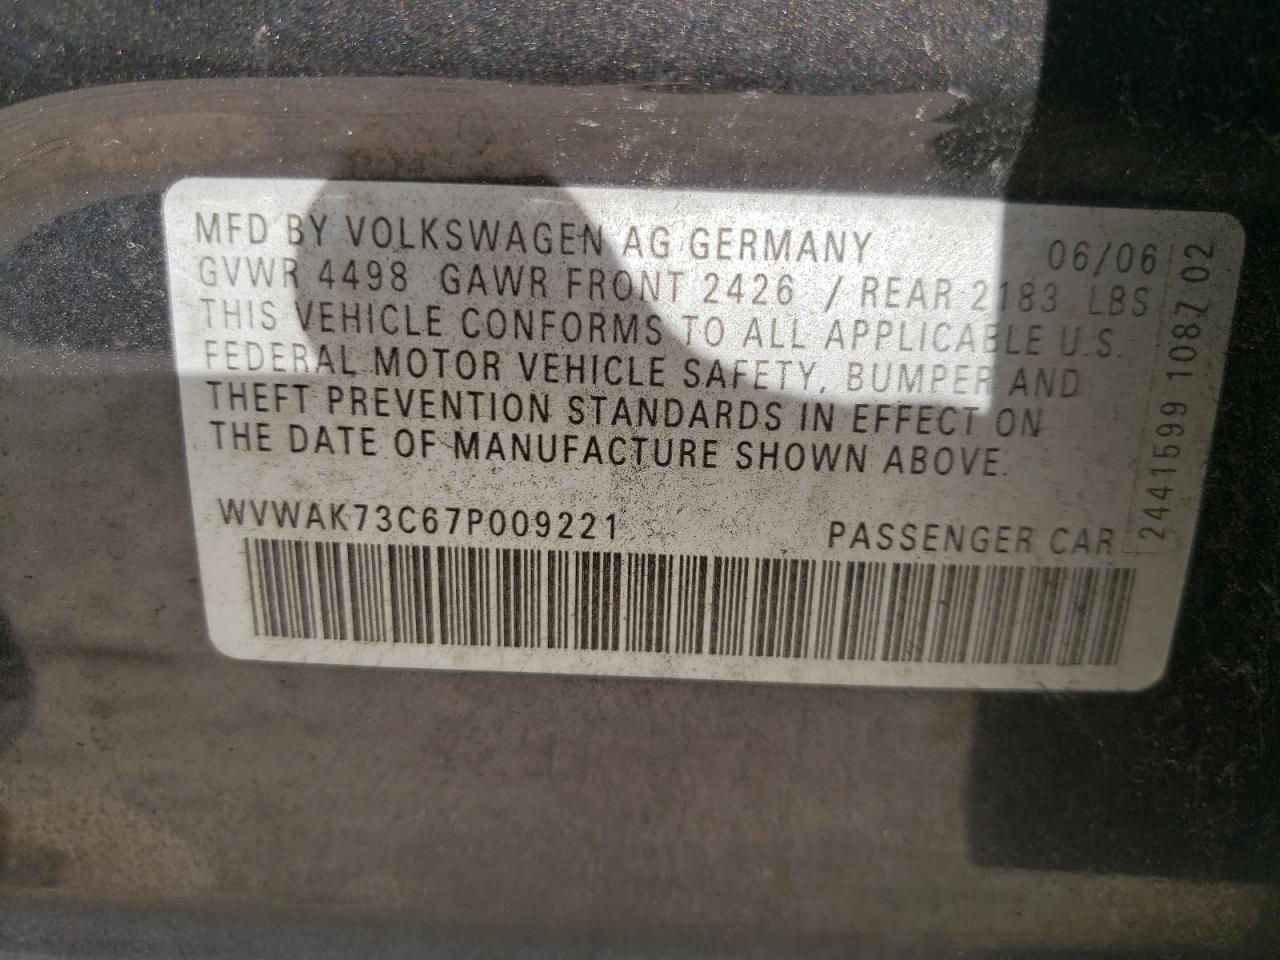 MFD BY VOLKSWAGEN AG GERMANY 06/06
GVWR 4498 GAWR FRONT 2426 / REAR 2183 LBS
THIS VEHICLE CONFORMS TO ALL APPLICABLE U.S.
FEDERAL MOTOR VEHICLE SAFETY, BUMPER AND
THEFT PREVENTION STANDARDS IN EFFECT ON
THE DATE OF MANUFACTURE SHOWN ABOVE.
WVWAK73C67P009221 PASSENGER CAR
2441599 1087 02